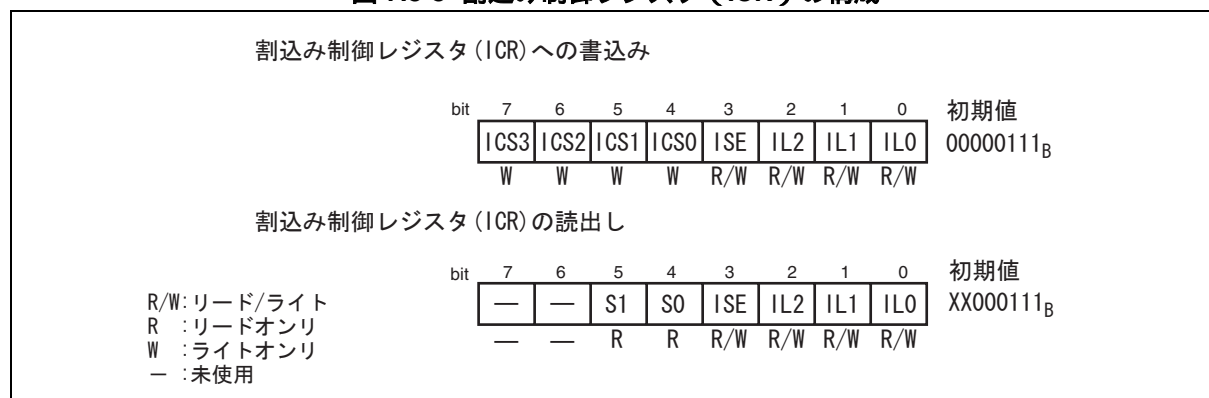 割込み制御レジスタ(ICR)への書込み
bit 7 6 5 4 3 2 1 0 初期値
ICS3 ICS2 ICS1 ICS0 ISE IL2 IL1 IL0 00000111B
W W W W R/W R/W R/W R/W
割込み制御レジスタ(ICR)の読出し
bit 7 6 5 4 3 2 1 0 初期値
― ― S1 S0 ISE IL2 IL1 IL0 XX000111B
― ― R R R/W R/W R/W R/W
R/W:リード/ライト
R :リードオンリ
W :ライトオンリ
― :未使用